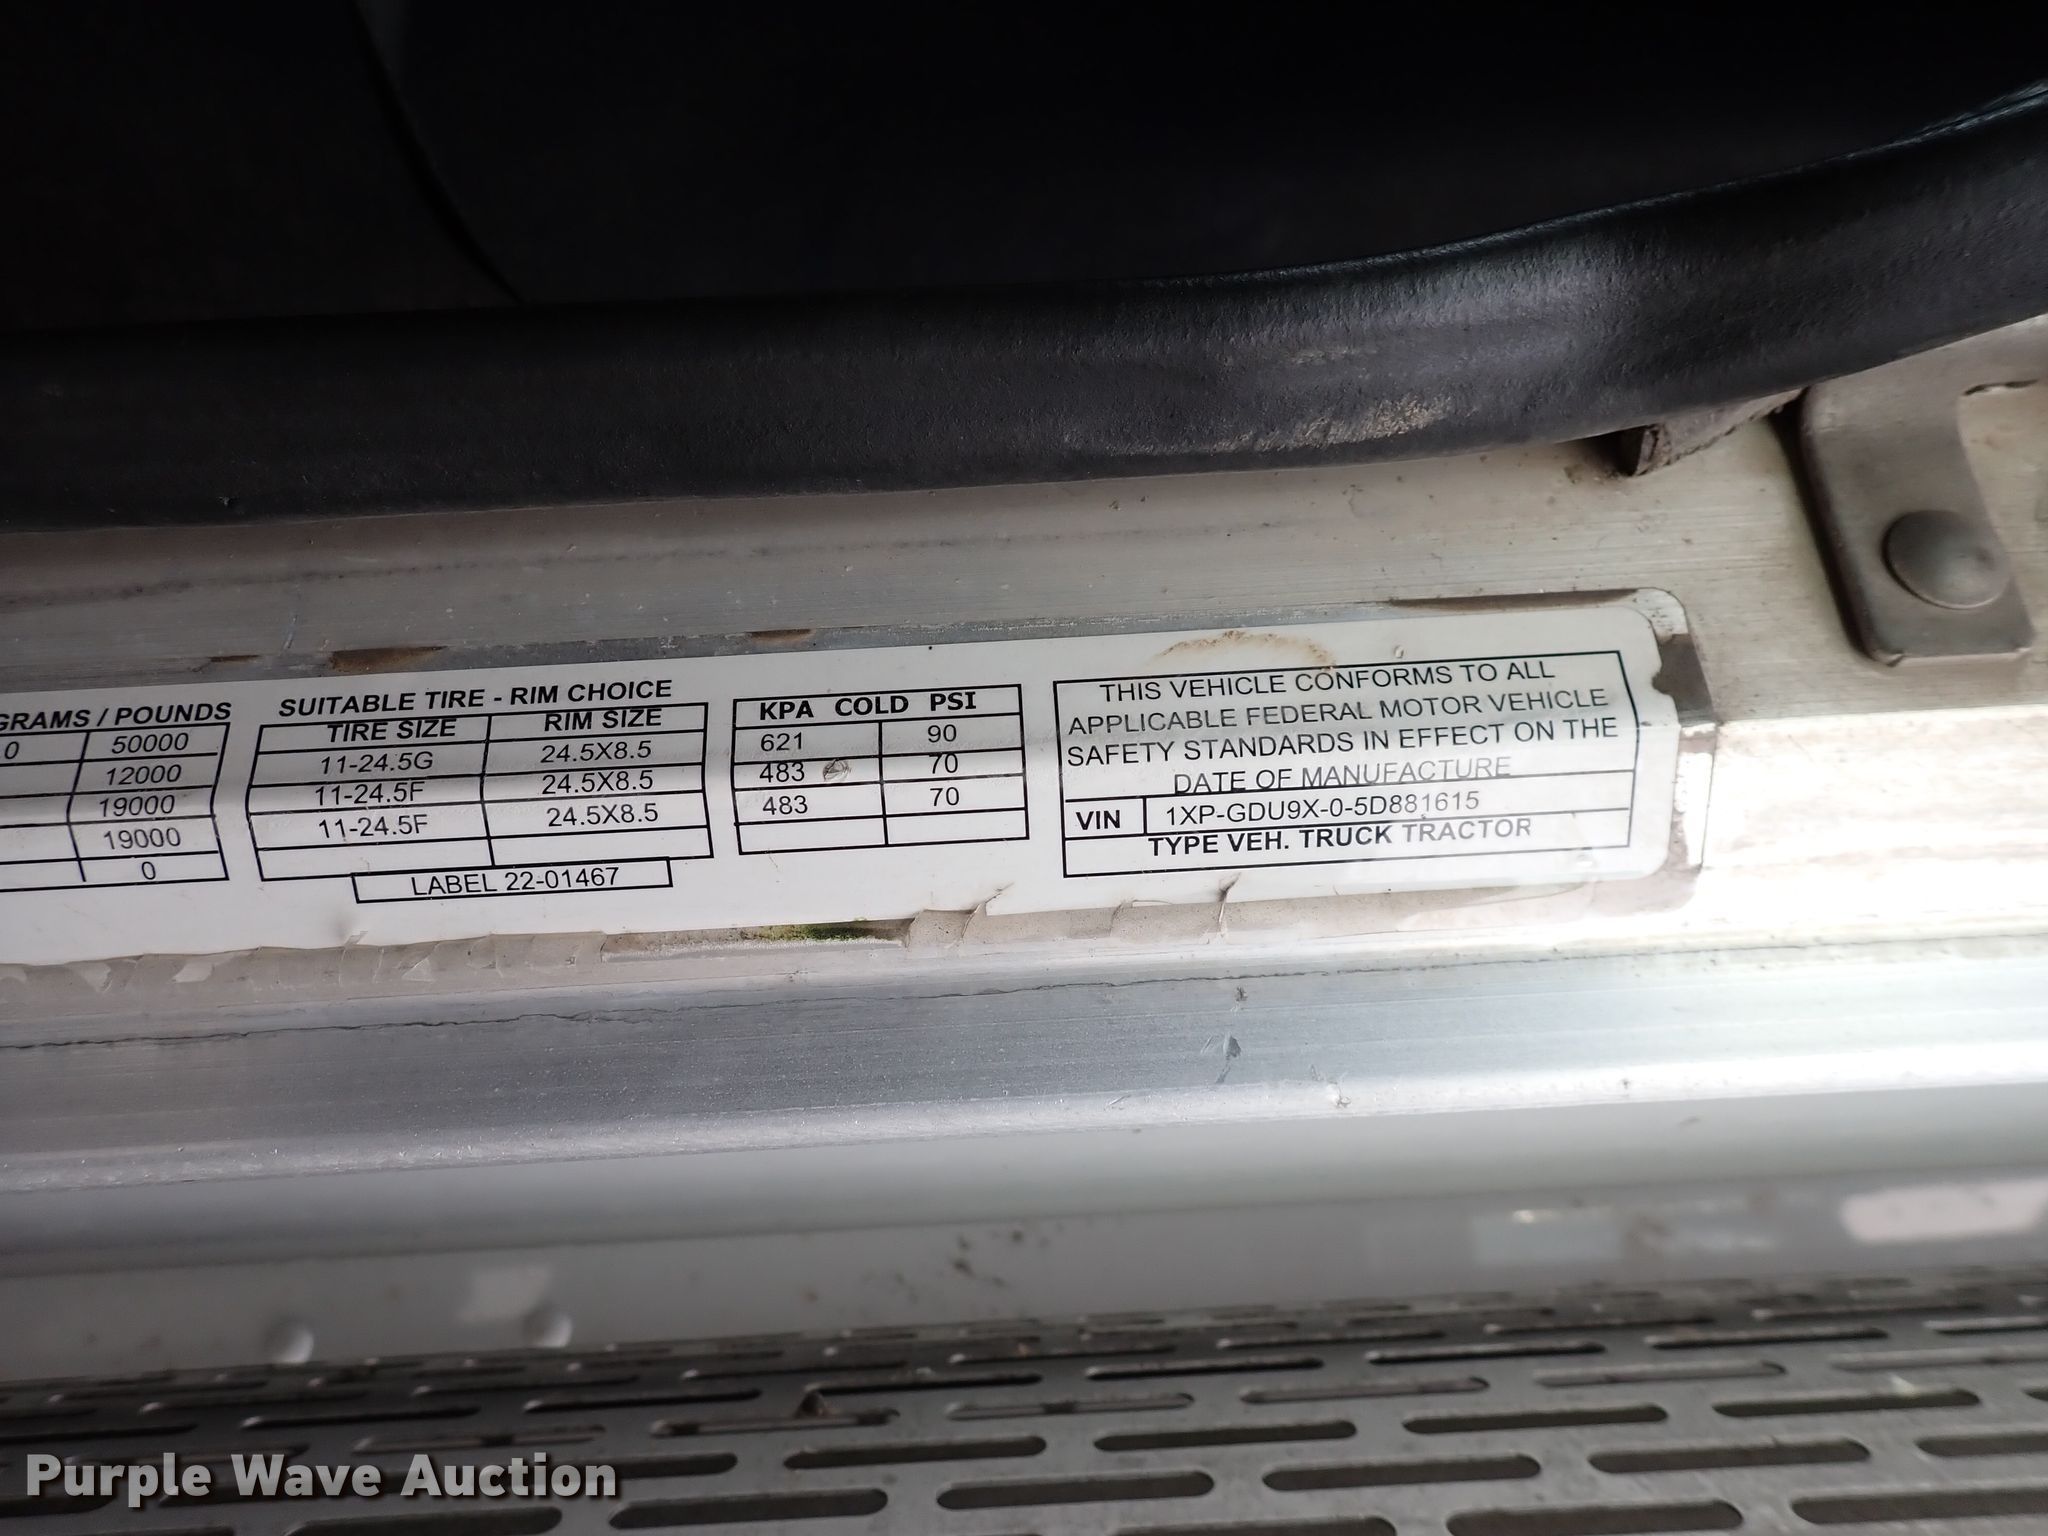 GRAMS / POUNDS
0 50000
12000
19000
19000
0
SUITABLE TIRE - RIM CHOICE
TIRE SIZE RIM SIZE
11-24.5G 24.5X8.5
11-24.5F 24.5X8.5
11-24.5F 24.5X8.5
LABEL 22-01467
KPA COLD PSI
621 90
483 70
483 70
THIS VEHICLE CONFORMS TO ALL
APPLICABLE FEDERAL MOTOR VEHICLE
SAFETY STANDARDS IN EFFECT ON THE
DATE OF MANUFACTURE
VIN 1XP-GDU9X-0-5D881615
TYPE VEH. TRUCK TRACTOR
Purple Wave Auction